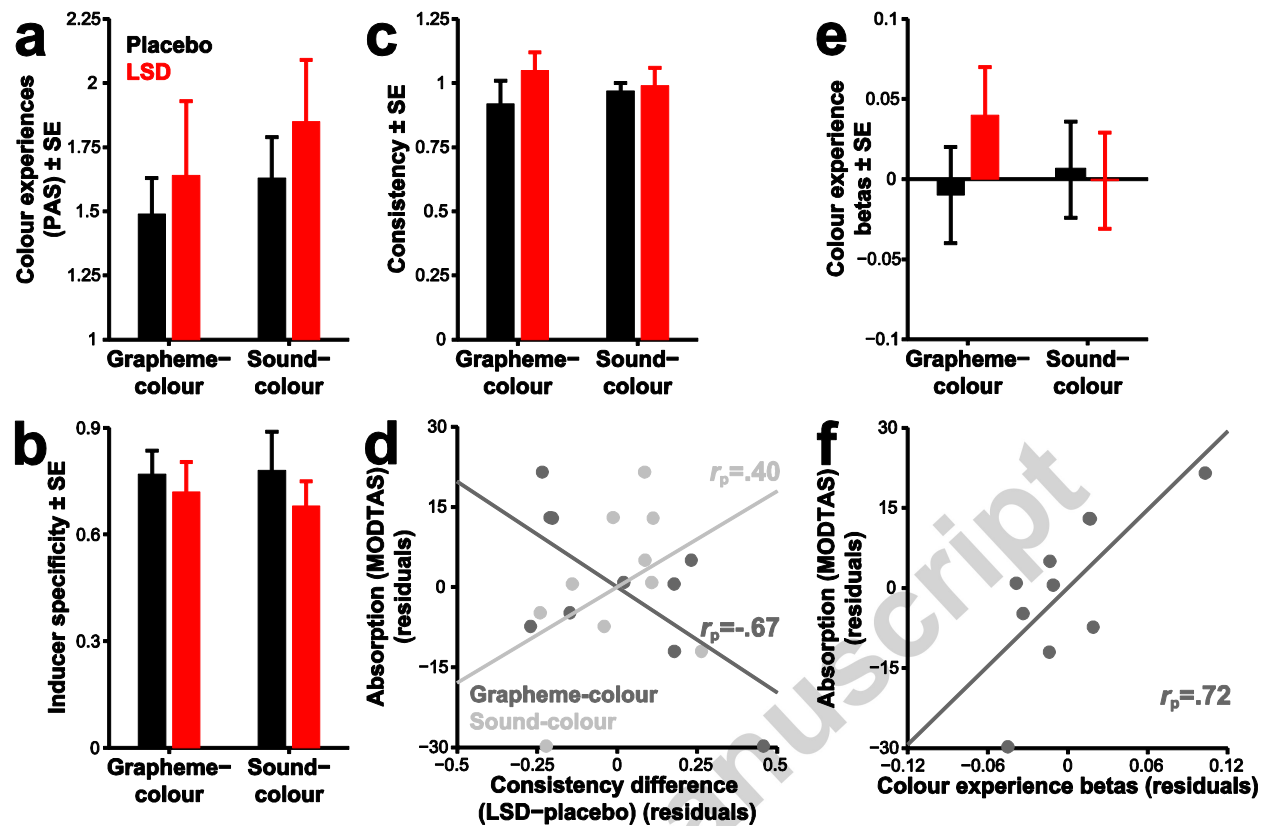 a
2.25
2
1.75
1.5
1.25
1
Colour experiences
(PAS) ± SE
Placebo
LSD
Grapheme−
colour
Sound−
colour
c
1.25
1
0.75
0.5
0.25
0
Consistency ± SE
Grapheme−
colour
Sound−
colour
e
0.1
0.05
0
−0.05
−0.1
Colour experience
betas ± SE
Grapheme−
colour
Sound−
colour
b
0.9
0.6
0.3
0
Inducer specificity ± SE
Grapheme−
colour
Sound−
colour
d
30
15
0
−15
−30
Absorption (MODTAS)
(residuals)
rp=.40
rp=-.67
Grapheme-colour
Sound-colour
−0.5
−0.25
0
0.25
0.5
Consistency difference
(LSD−placebo) (residuals)
f
30
15
0
−15
−30
Absorption (MODTAS)
(residuals)
rp=.72
−0.12
−0.06
0
0.06
0.12
Colour experience betas (residuals)
anuscript